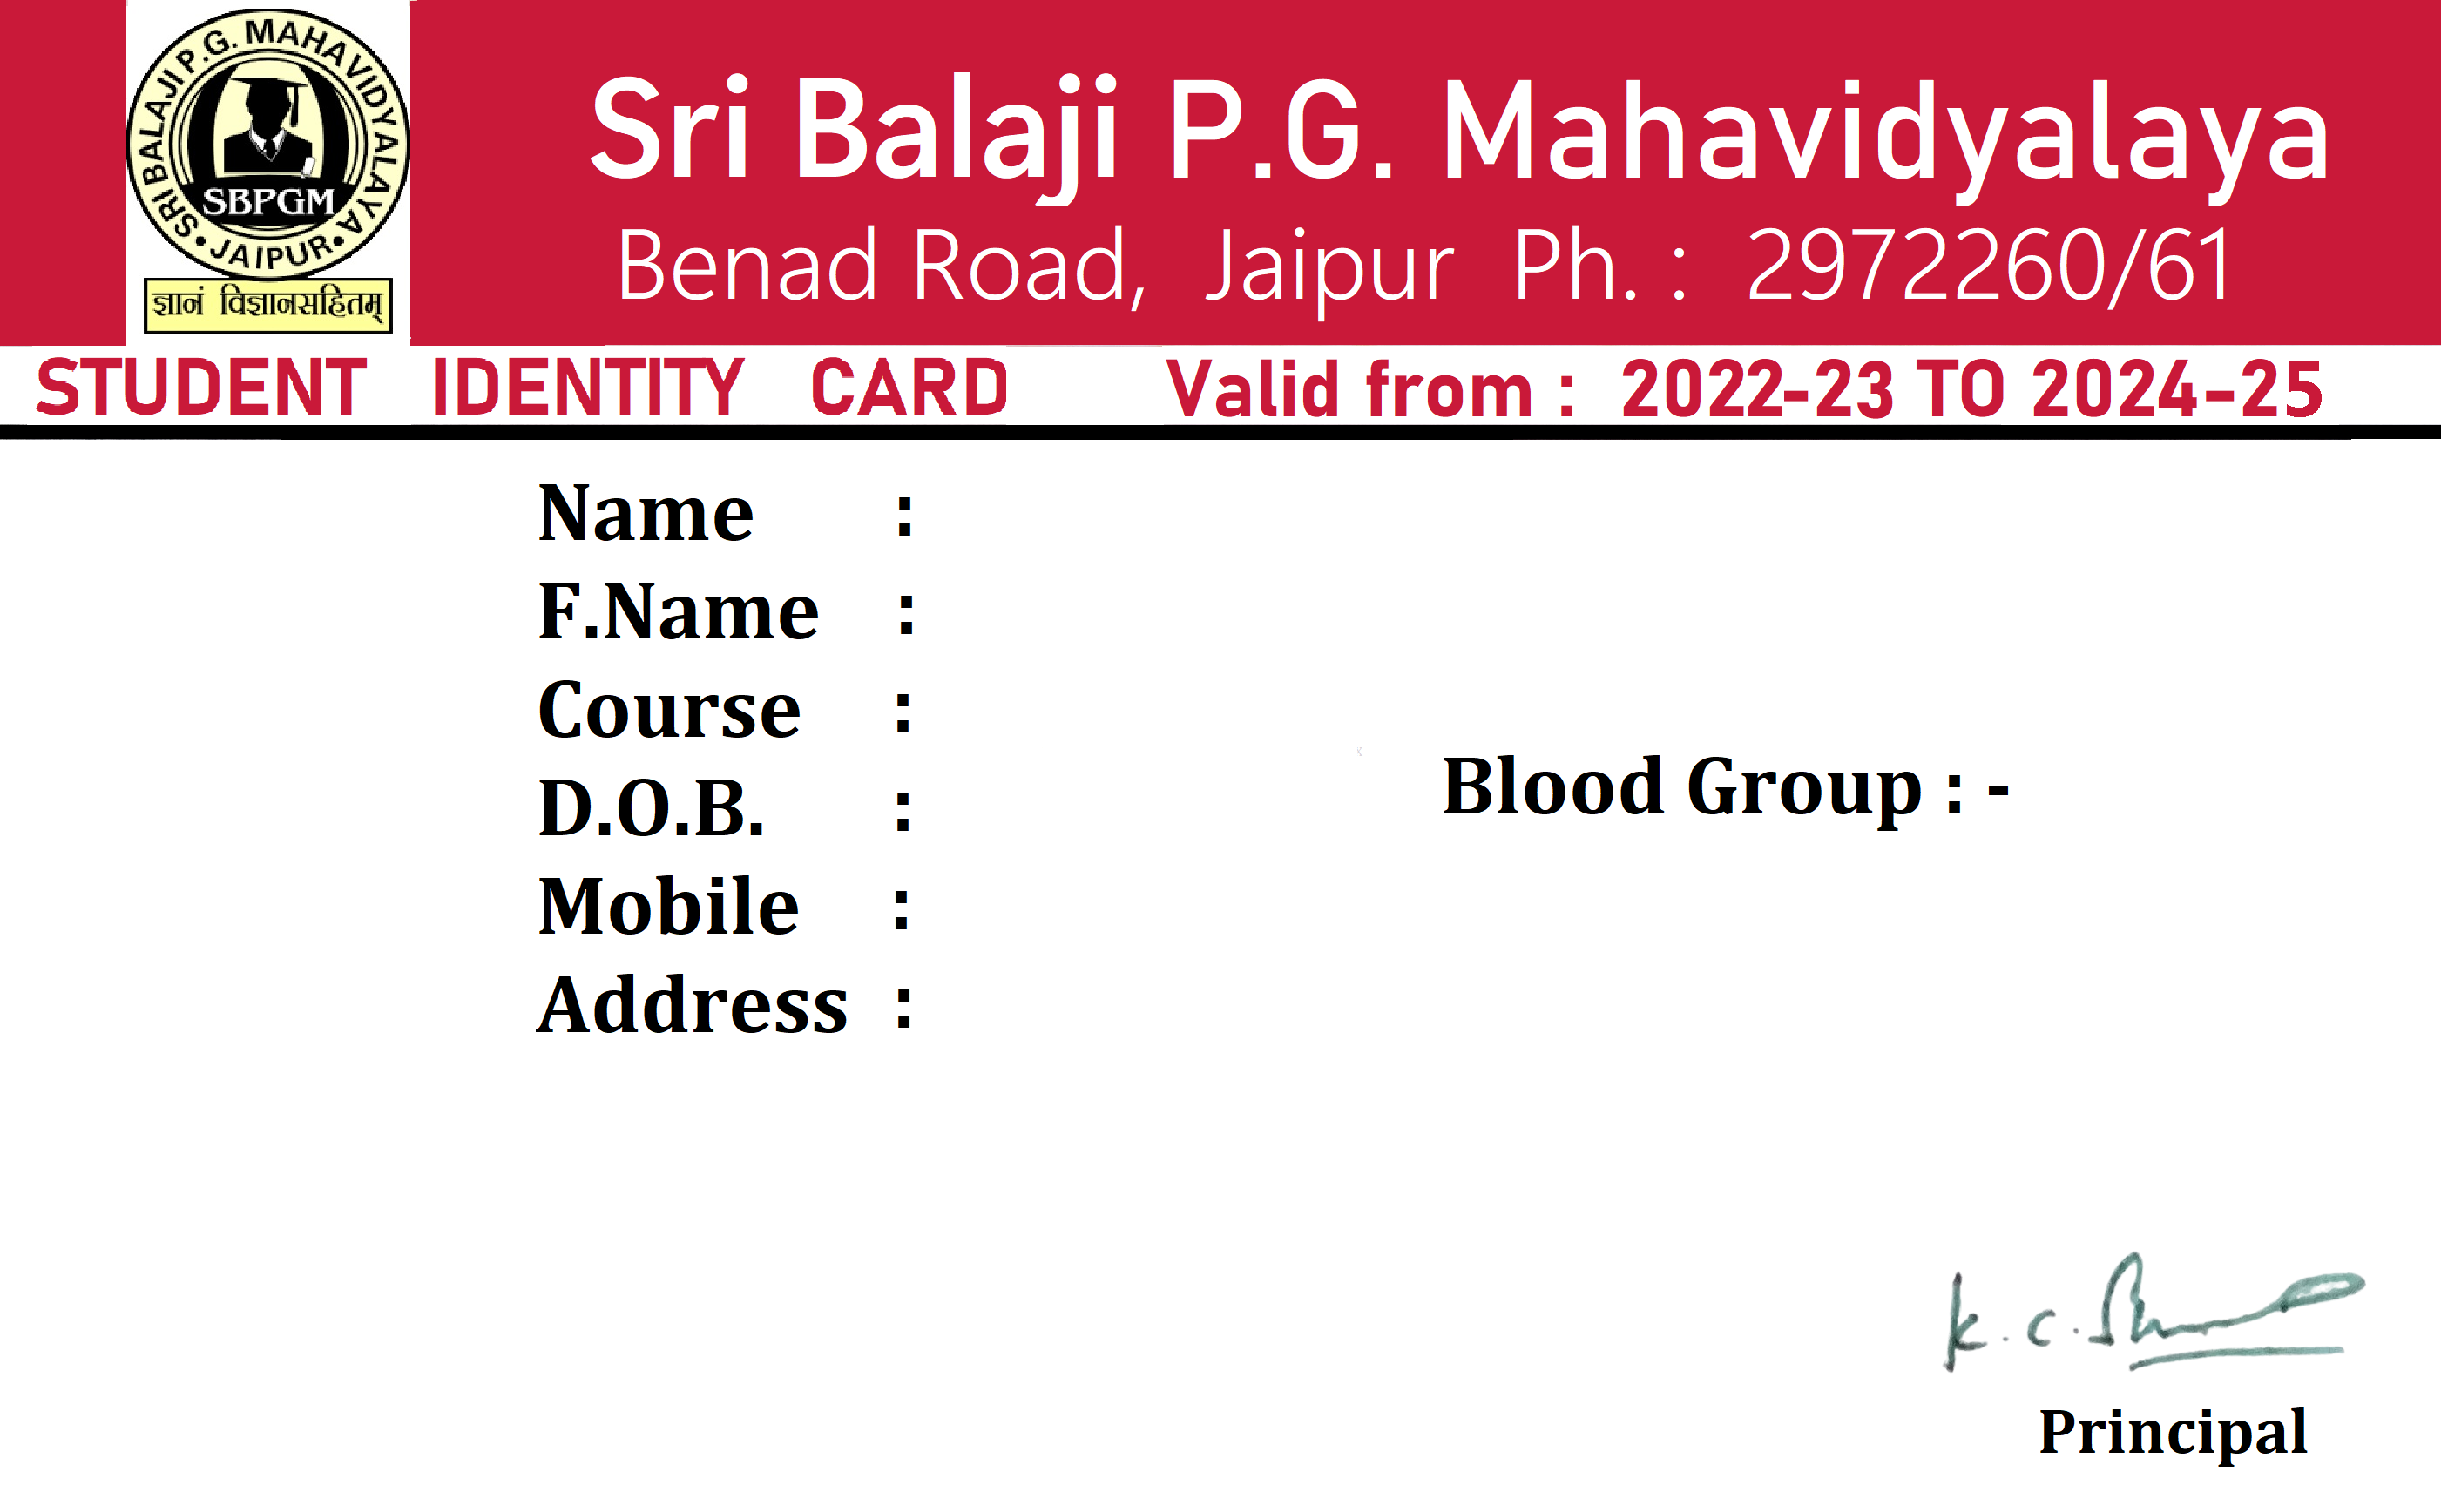 SRI BALAJI P.G. MAHAVIDYALAYA
SBPGM
JAIPUR
ज्ञानं विज्ञानसहितम्
Sri Balaji P.G. Mahavidyalaya
Benad Road, Jaipur Ph. : 2972260/61
STUDENT IDENTITY CARD Valid from : 2022-23 TO 2024-25
Name :
F.Name :
Course :
Blood Group : -
D.O.B. :
Mobile :
Address :
K.C.
Principal